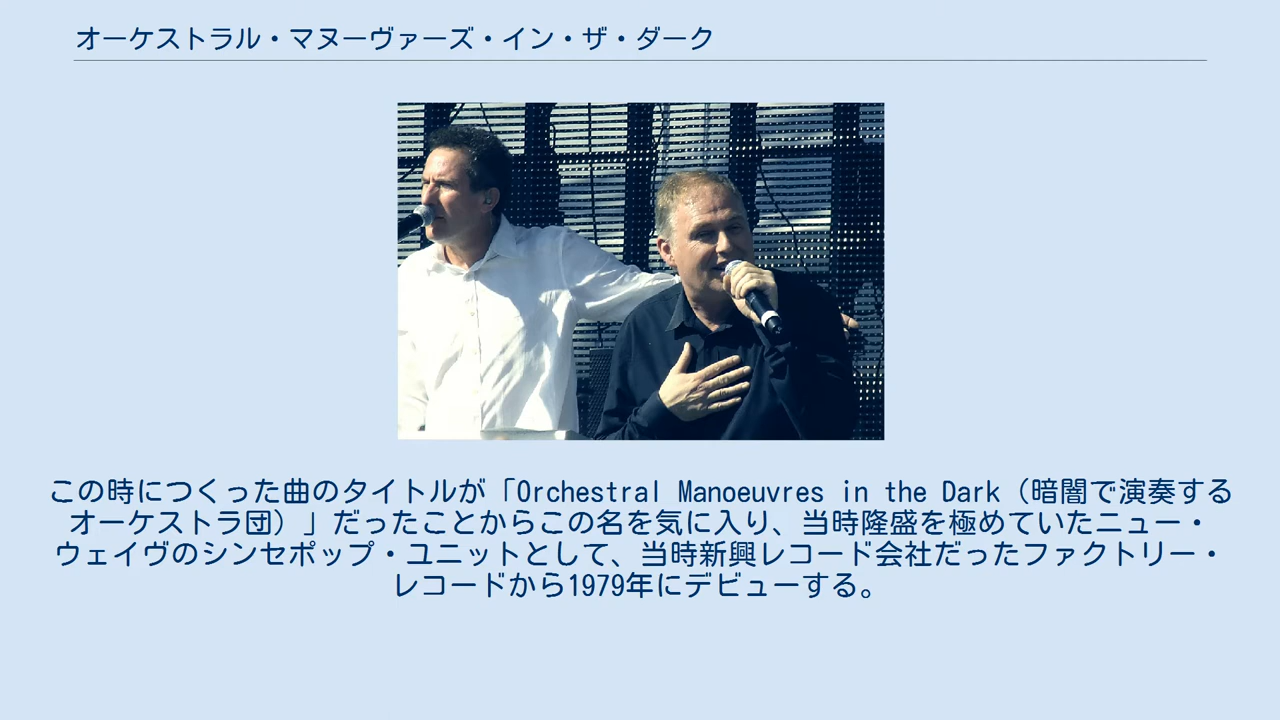 オーケストラル・マヌーヴァーズ・イン・ザ・ダーク
この時につくった曲のタイトルが「Orchestral Manoeuvres in the Dark（暗闇で演奏する
オーケストラ団）」だったことからこの名を気に入り、当時隆盛を極めていたニュー・
ウェイヴのシンセポップ・ユニットとして、当時新興レコード会社だったファクトリー・
レコードから1979年にデビューする。